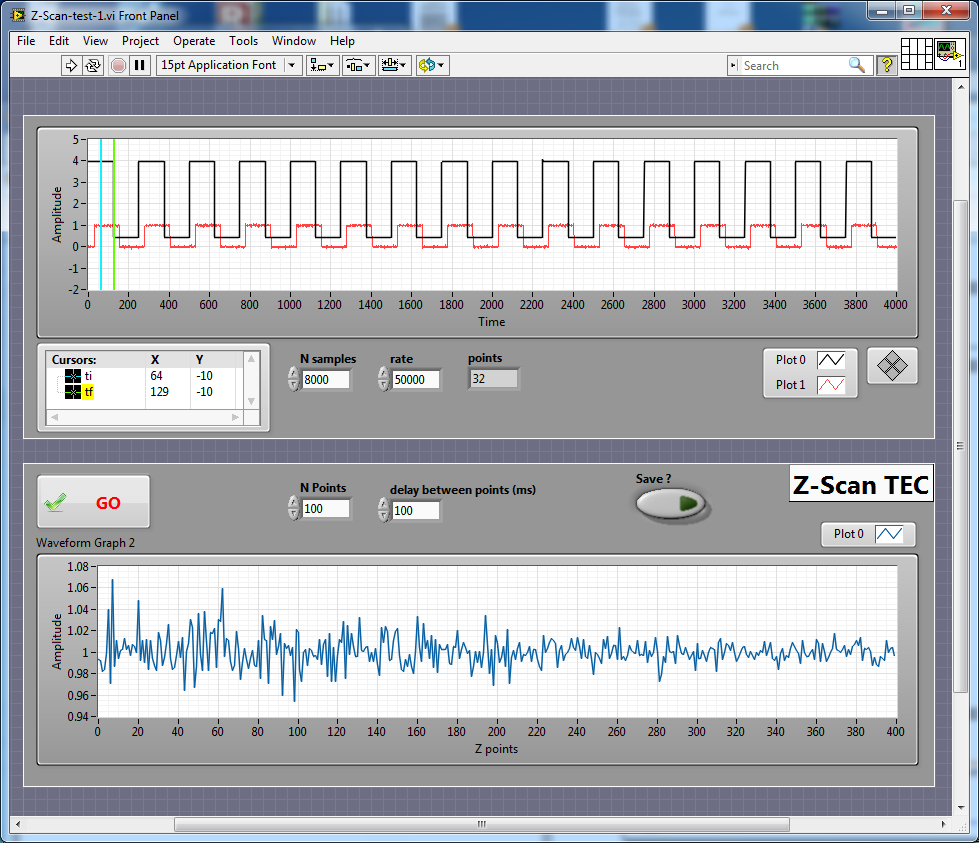 Z-Scan-test-1.vi Front Panel
File Edit View Project Operate Tools Window Help
15pt Application Font Search ? 1
5
4
3
2
1
0
-1
-2
Amplitude
0 200 400 600 800 1000 1200 1400 1600 1800 2000 2200 2400 2600 2800 3000 3200 3400 3600 3800 4000
Time
Cursors: X Y
ti 64 -10
tf 129 -10
N samples rate points
8000 50000 32
Plot 0
Plot 1
GO
N Points delay between points (ms)
100 100
Save ?
Z-Scan TEC
Plot 0
Waveform Graph 2
1.08
1.06
1.04
1.02
1
0.98
0.96
0.94
Amplitude
0 20 40 60 80 100 120 140 160 180 200 220 240 260 280 300 320 340 360 380 400
Z points